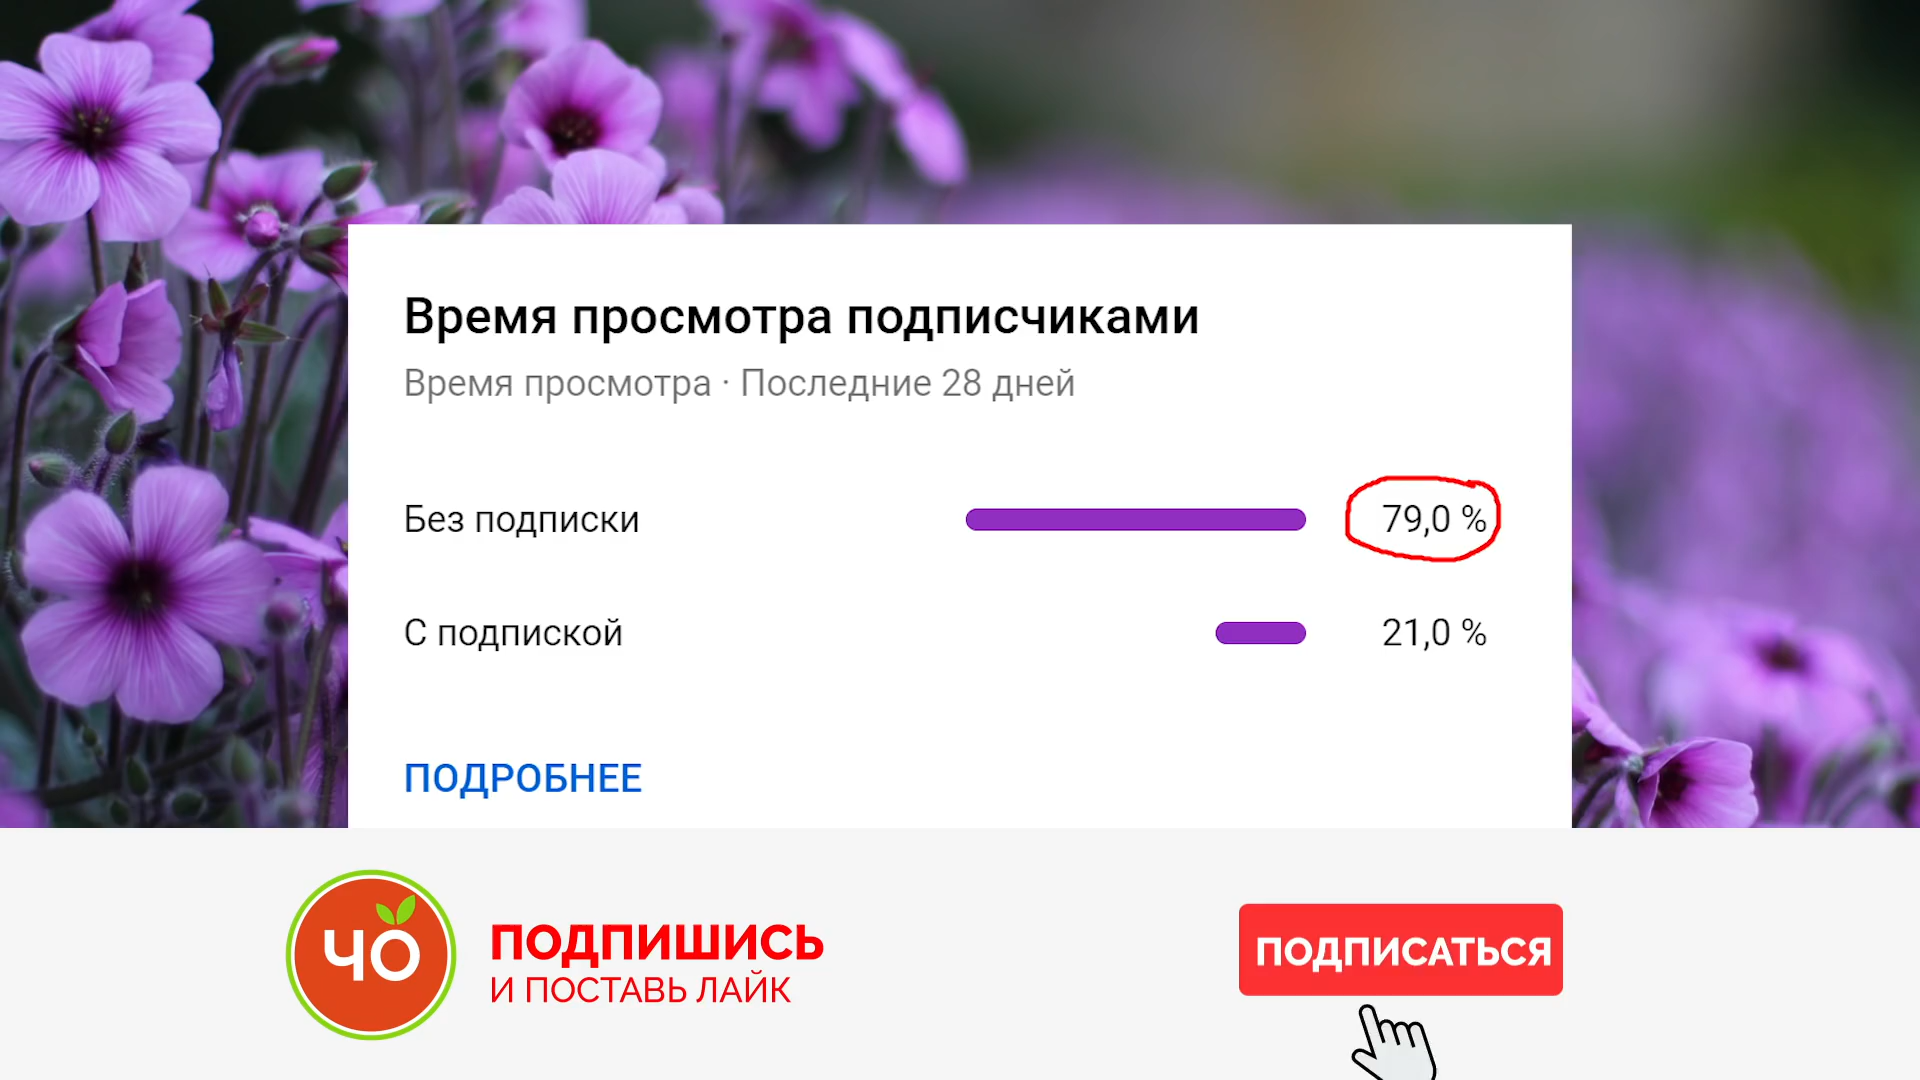 Время просмотра подписчиками
Время просмотра · Последние 28 дней
Без подписки 79,0 %
С подпиской 21,0 %
ПОДРОБНЕЕ
ЧО
ПОДПИШИСЬ
И ПОСТАВЬ ЛАЙК
ПОДПИСАТЬСЯ